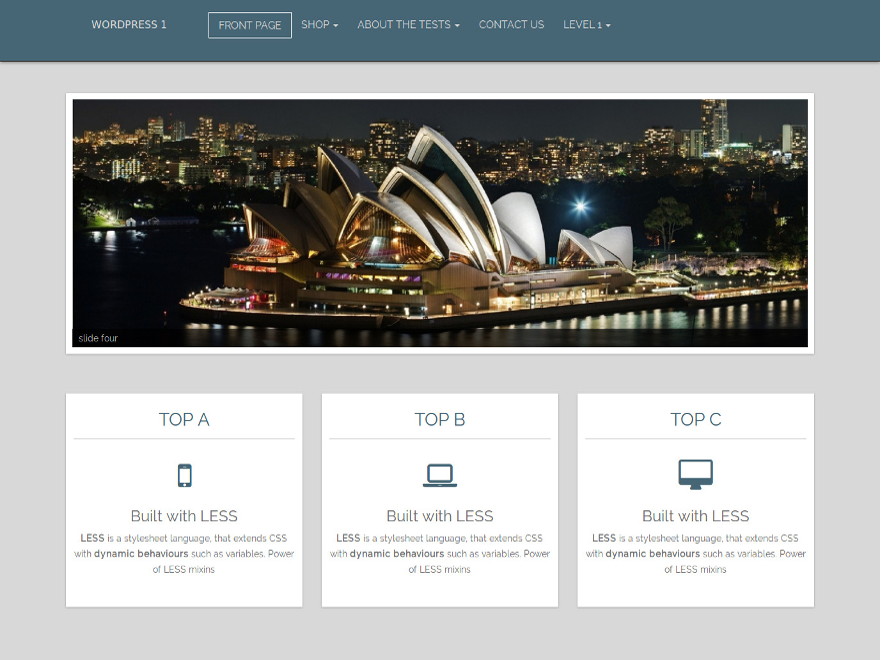 WORDPRESS 1 FRONT PAGE SHOP ABOUT THE TESTS CONTACT US LEVEL 1
slide four
TOP A TOP B TOP C
Built with LESS Built with LESS Built with LESS
LESS is a stylesheet language, that extends CSS LESS is a stylesheet language, that extends CSS LESS is a stylesheet language, that extends CSS
with dynamic behaviours such as variables. Power with dynamic behaviours such as variables. Power with dynamic behaviours such as variables. Power
of LESS mixins of LESS mixins of LESS mixins